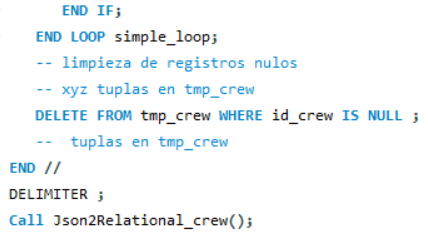 END IF;
END LOOP simple_loop;
-- limpieza de registros nulos
-- xyz tuplas en tmp_crew
DELETE FROM tmp_crew WHERE id_crew IS NULL ;
--  tuplas en tmp_crew
END //
DELIMITER ;
Call Json2Relational_crew();